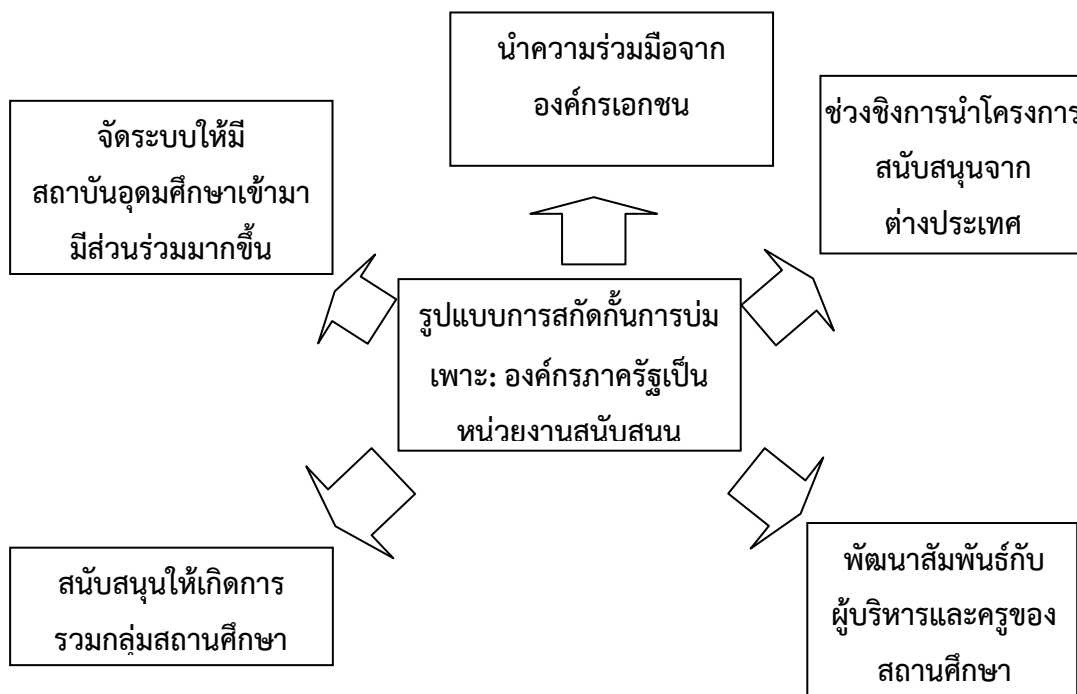 นำความร่วมมือจาก
องค์กรเอกชน
จัดระบบให้มี
สถาบันอุดมศึกษาเข้ามา
มีส่วนร่วมมากขึ้น
ช่วงชิงการนำโครงการ
สนับสนุนจาก
ต่างประเทศ
รูปแบบการสกัดกั้นการบ่ม
เพาะ: องค์กรภาครัฐเป็น
หน่วยงานสนับสนุน
สนับสนุนให้เกิดการ
รวมกลุ่มสถานศึกษา
พัฒนาสัมพันธ์กับ
ผู้บริหารและครูของ
สถานศึกษา